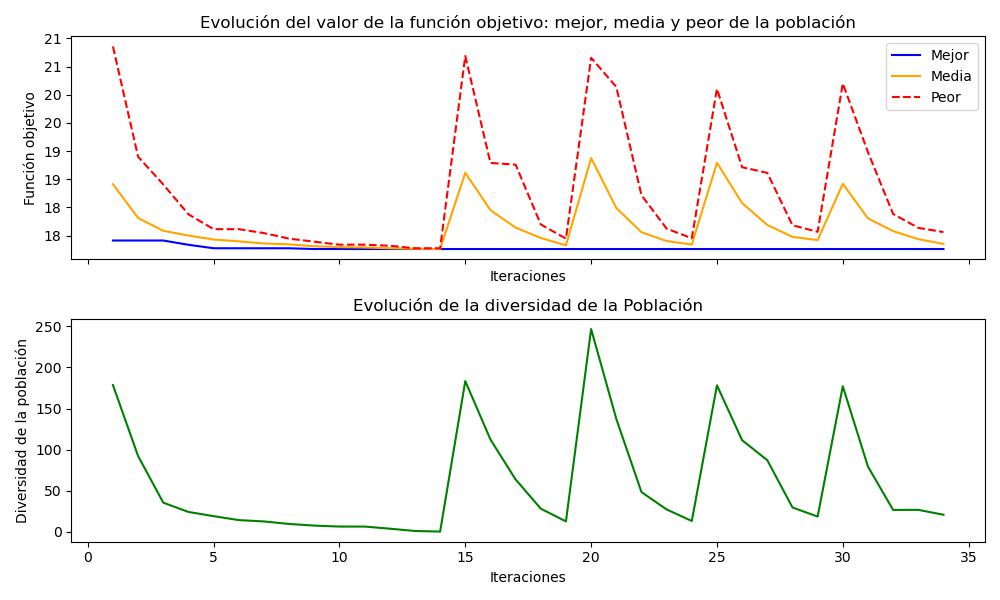 Evolución del valor de la función objetivo: mejor, media y peor de la población
21
21
20
20
19
19
18
18
Función objetivo
Mejor
Media
Peor
Iteraciones
Evolución de la diversidad de la Población
250
200
150
100
50
0
Diversidad de la población
0 5 10 15 20 25 30 35
Iteraciones